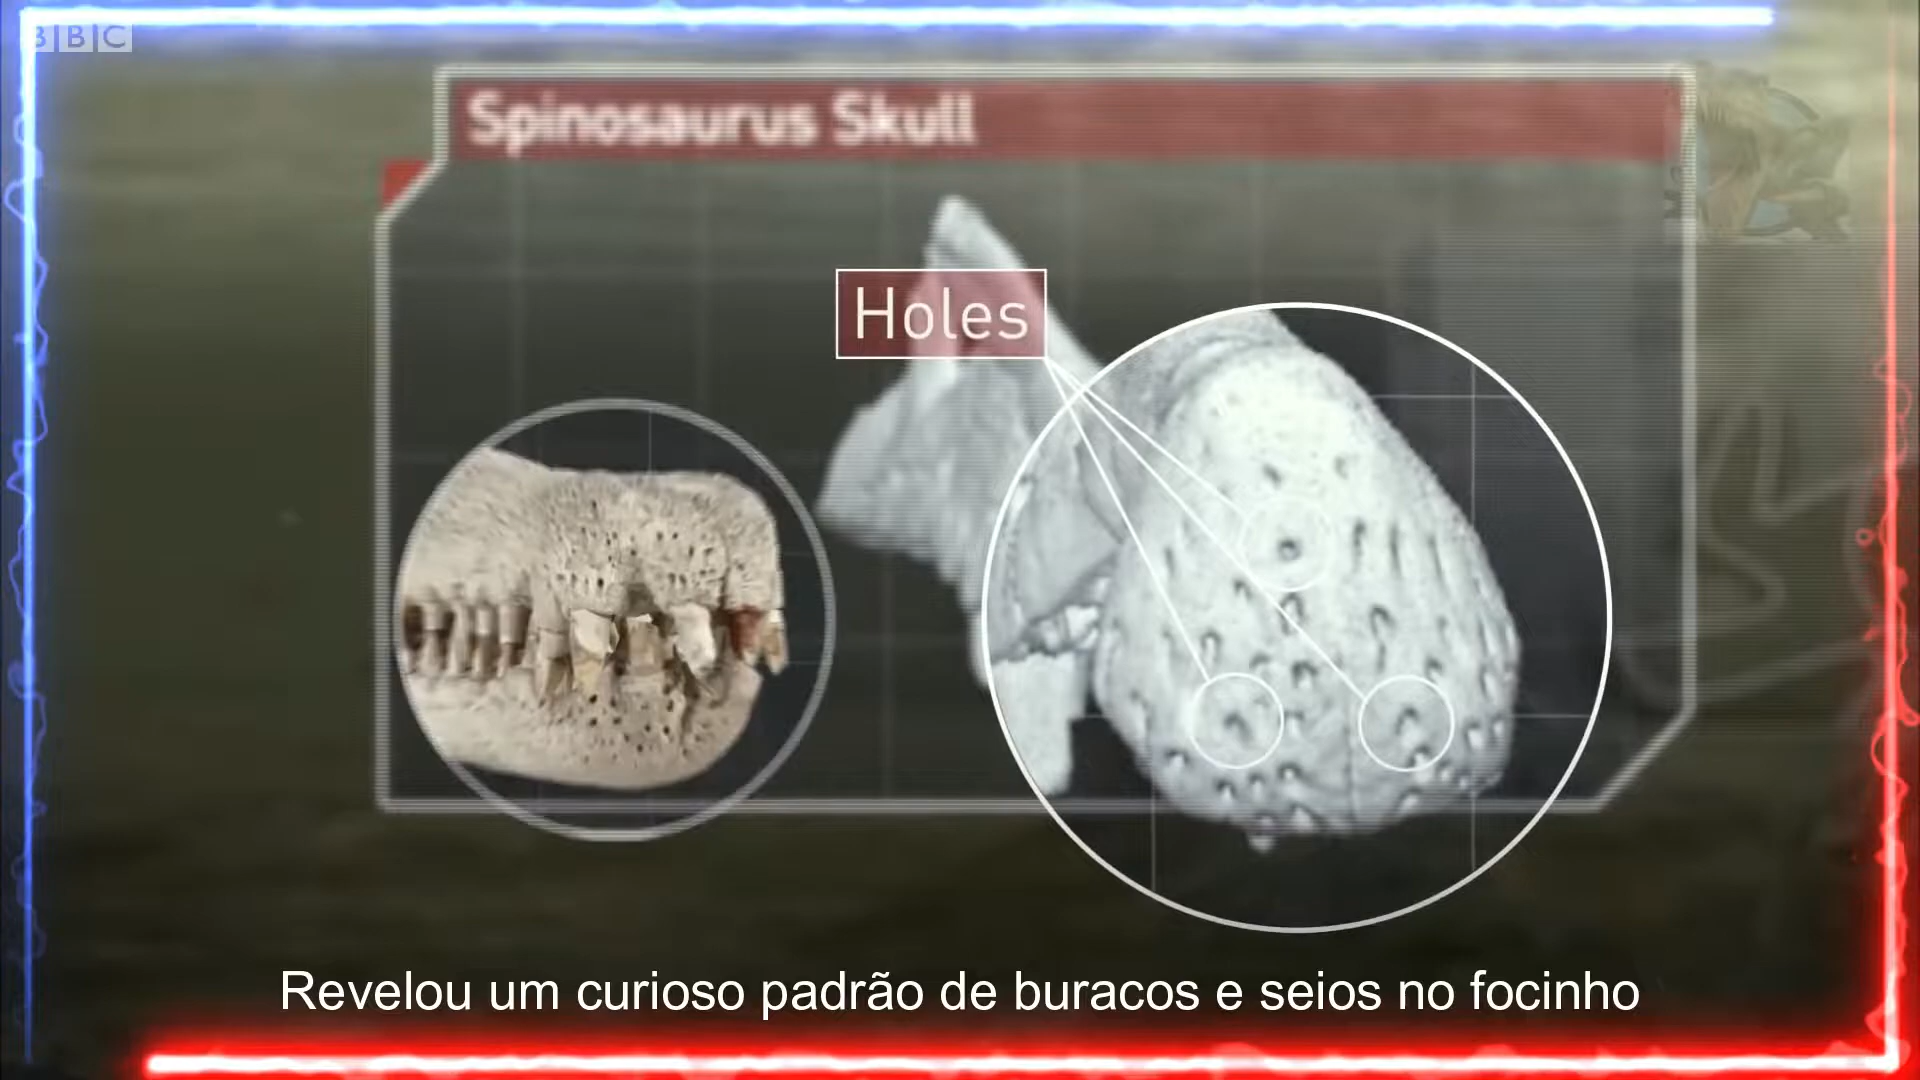 BBC
Spinosaurus Skull
Holes
Revelou um curioso padrão de buracos e seios no focinho